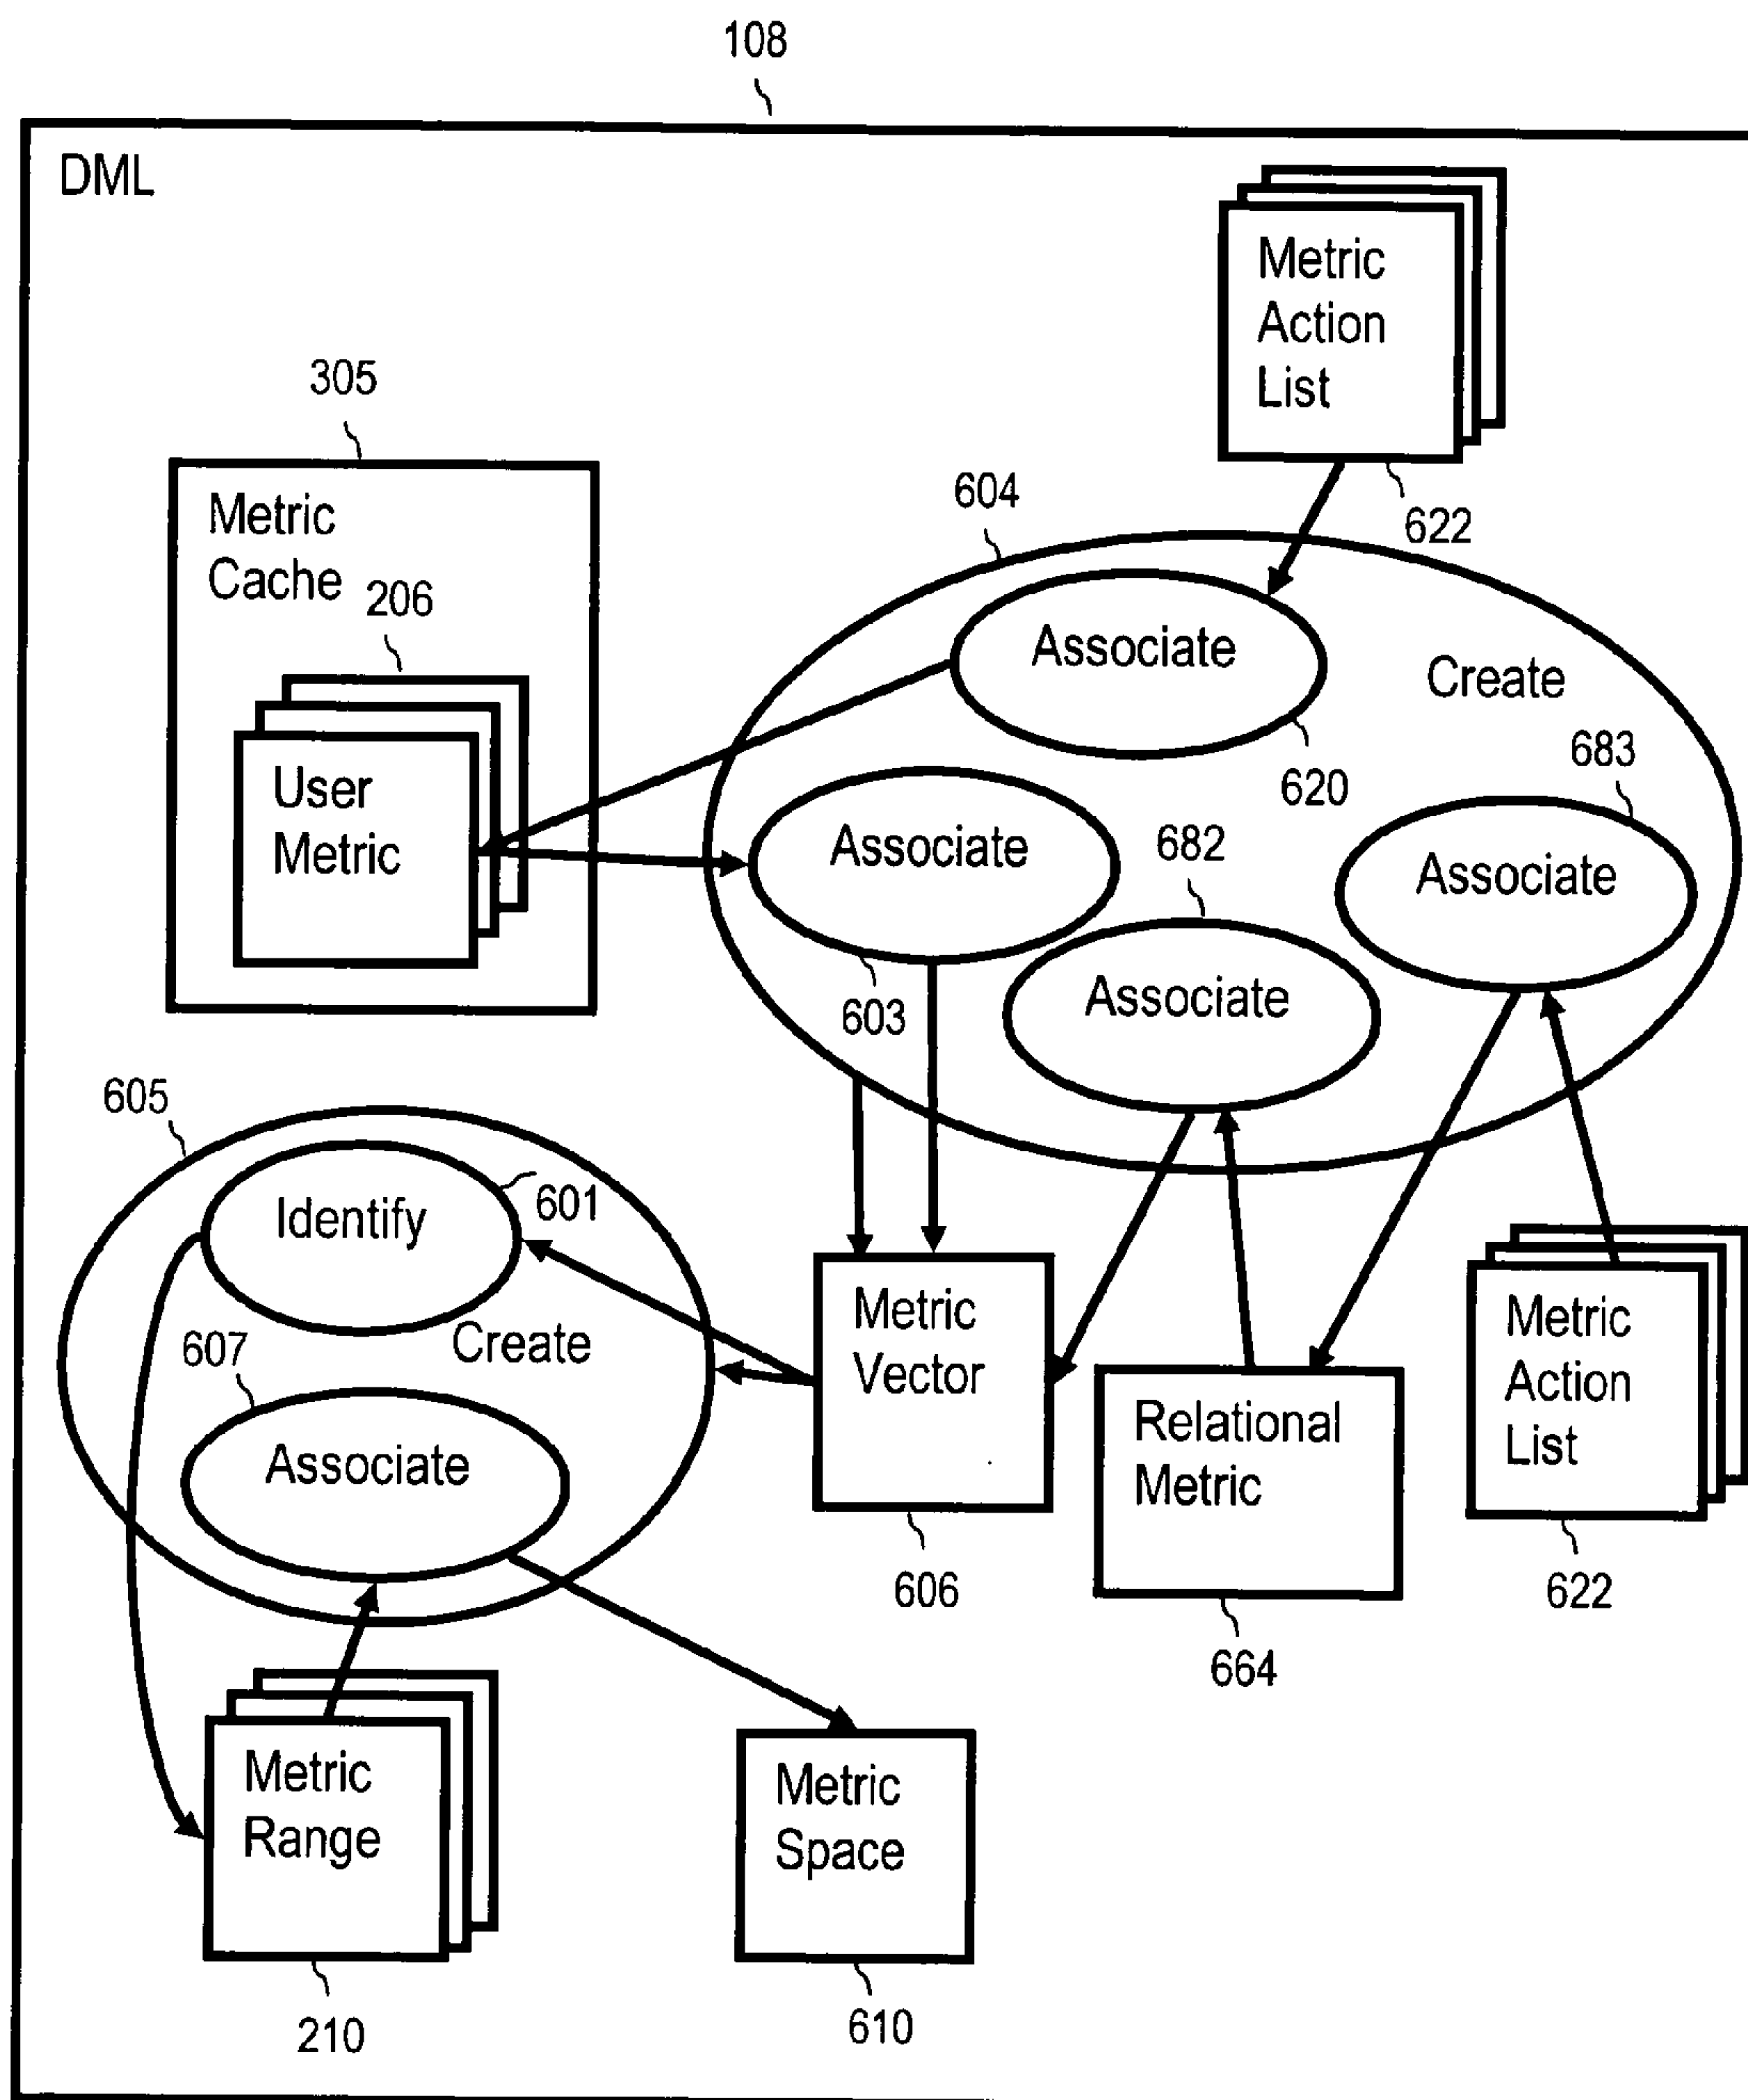 108
DML
Metric
Action
List
622
305
Metric
Cache
206
User
Metric
604
Associate
Create
620
683
Associate
682
Associate
603
Associate
605
Identify
601
Create
607
Associate
Metric
Vector
606
Relational
Metric
664
Metric
Action
List
622
Metric
Range
210
Metric
Space
610